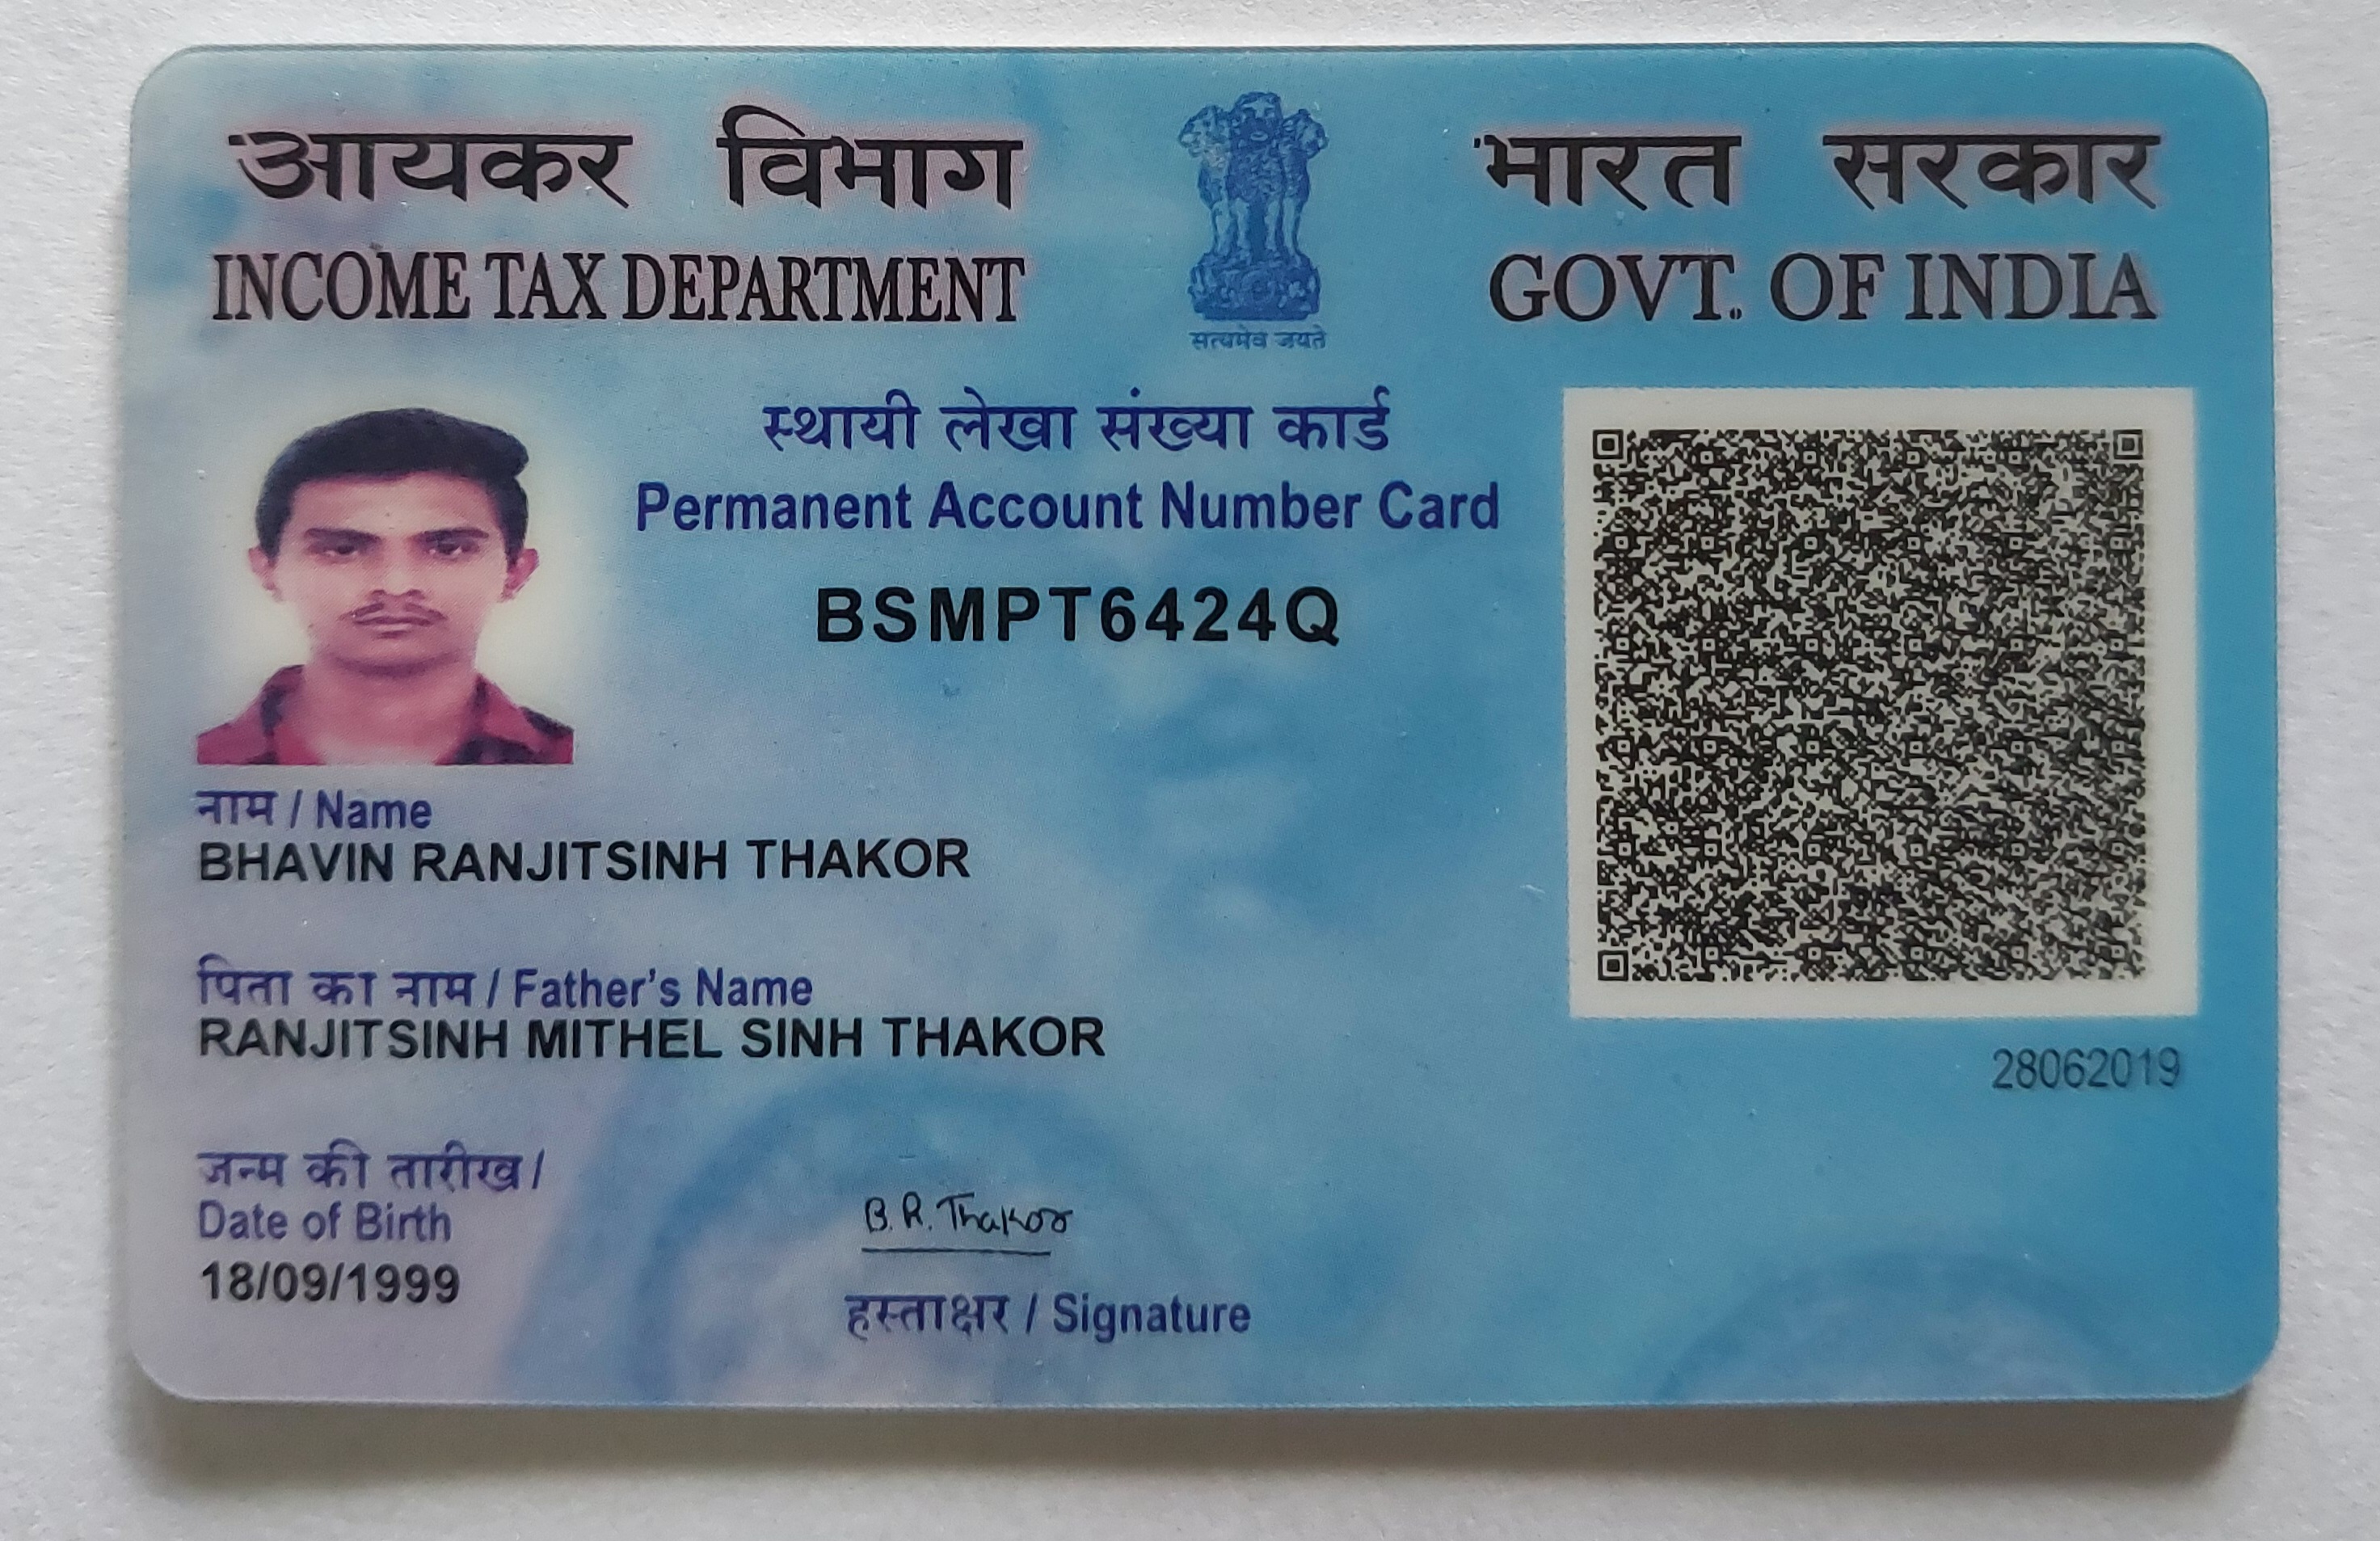 आयकर विभाग
INCOME TAX DEPARTMENT
सत्यमेव जयते
भारत सरकार
GOVT. OF INDIA
स्थायी लेखा संख्या कार्ड
Permanent Account Number Card
BSMPT6424Q
नाम / Name
BHAVIN RANJITSINH THAKOR
पिता का नाम / Father's Name
RANJITSINH MITHEL SINH THAKOR
28062019
जन्म की तारीख /
Date of Birth
18/09/1999
B. R. Thakor
हस्ताक्षर / Signature